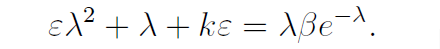 ελ² + λ + kε = λβe^{−λ}.